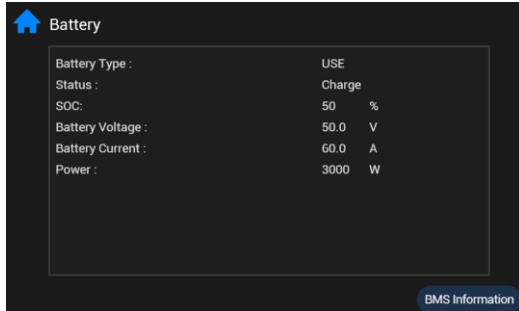 Battery
Battery Type : USE
Status : Charge
SOC: 50 %
Battery Voltage : 50.0 V
Battery Current : 60.0 A
Power : 3000 W
BMS Information